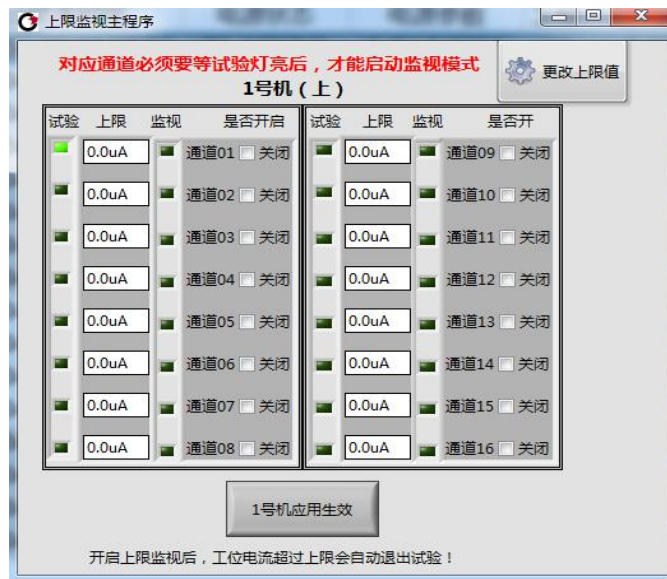 上限监视主程序
对应通道必须要等试验灯亮后，才能启动监视模式
更改上限值
1号机（上）
试验 上限 监视 是否开启 试验 上限 监视 是否开
0.0uA 通道01 关闭 0.0uA 通道09 关闭
0.0uA 通道02 关闭 0.0uA 通道10 关闭
0.0uA 通道03 关闭 0.0uA 通道11 关闭
0.0uA 通道04 关闭 0.0uA 通道12 关闭
0.0uA 通道05 关闭 0.0uA 通道13 关闭
0.0uA 通道06 关闭 0.0uA 通道14 关闭
0.0uA 通道07 关闭 0.0uA 通道15 关闭
0.0uA 通道08 关闭 0.0uA 通道16 关闭
1号机应用生效
开启上限监视后，工位电流超过上限会自动退出试验！